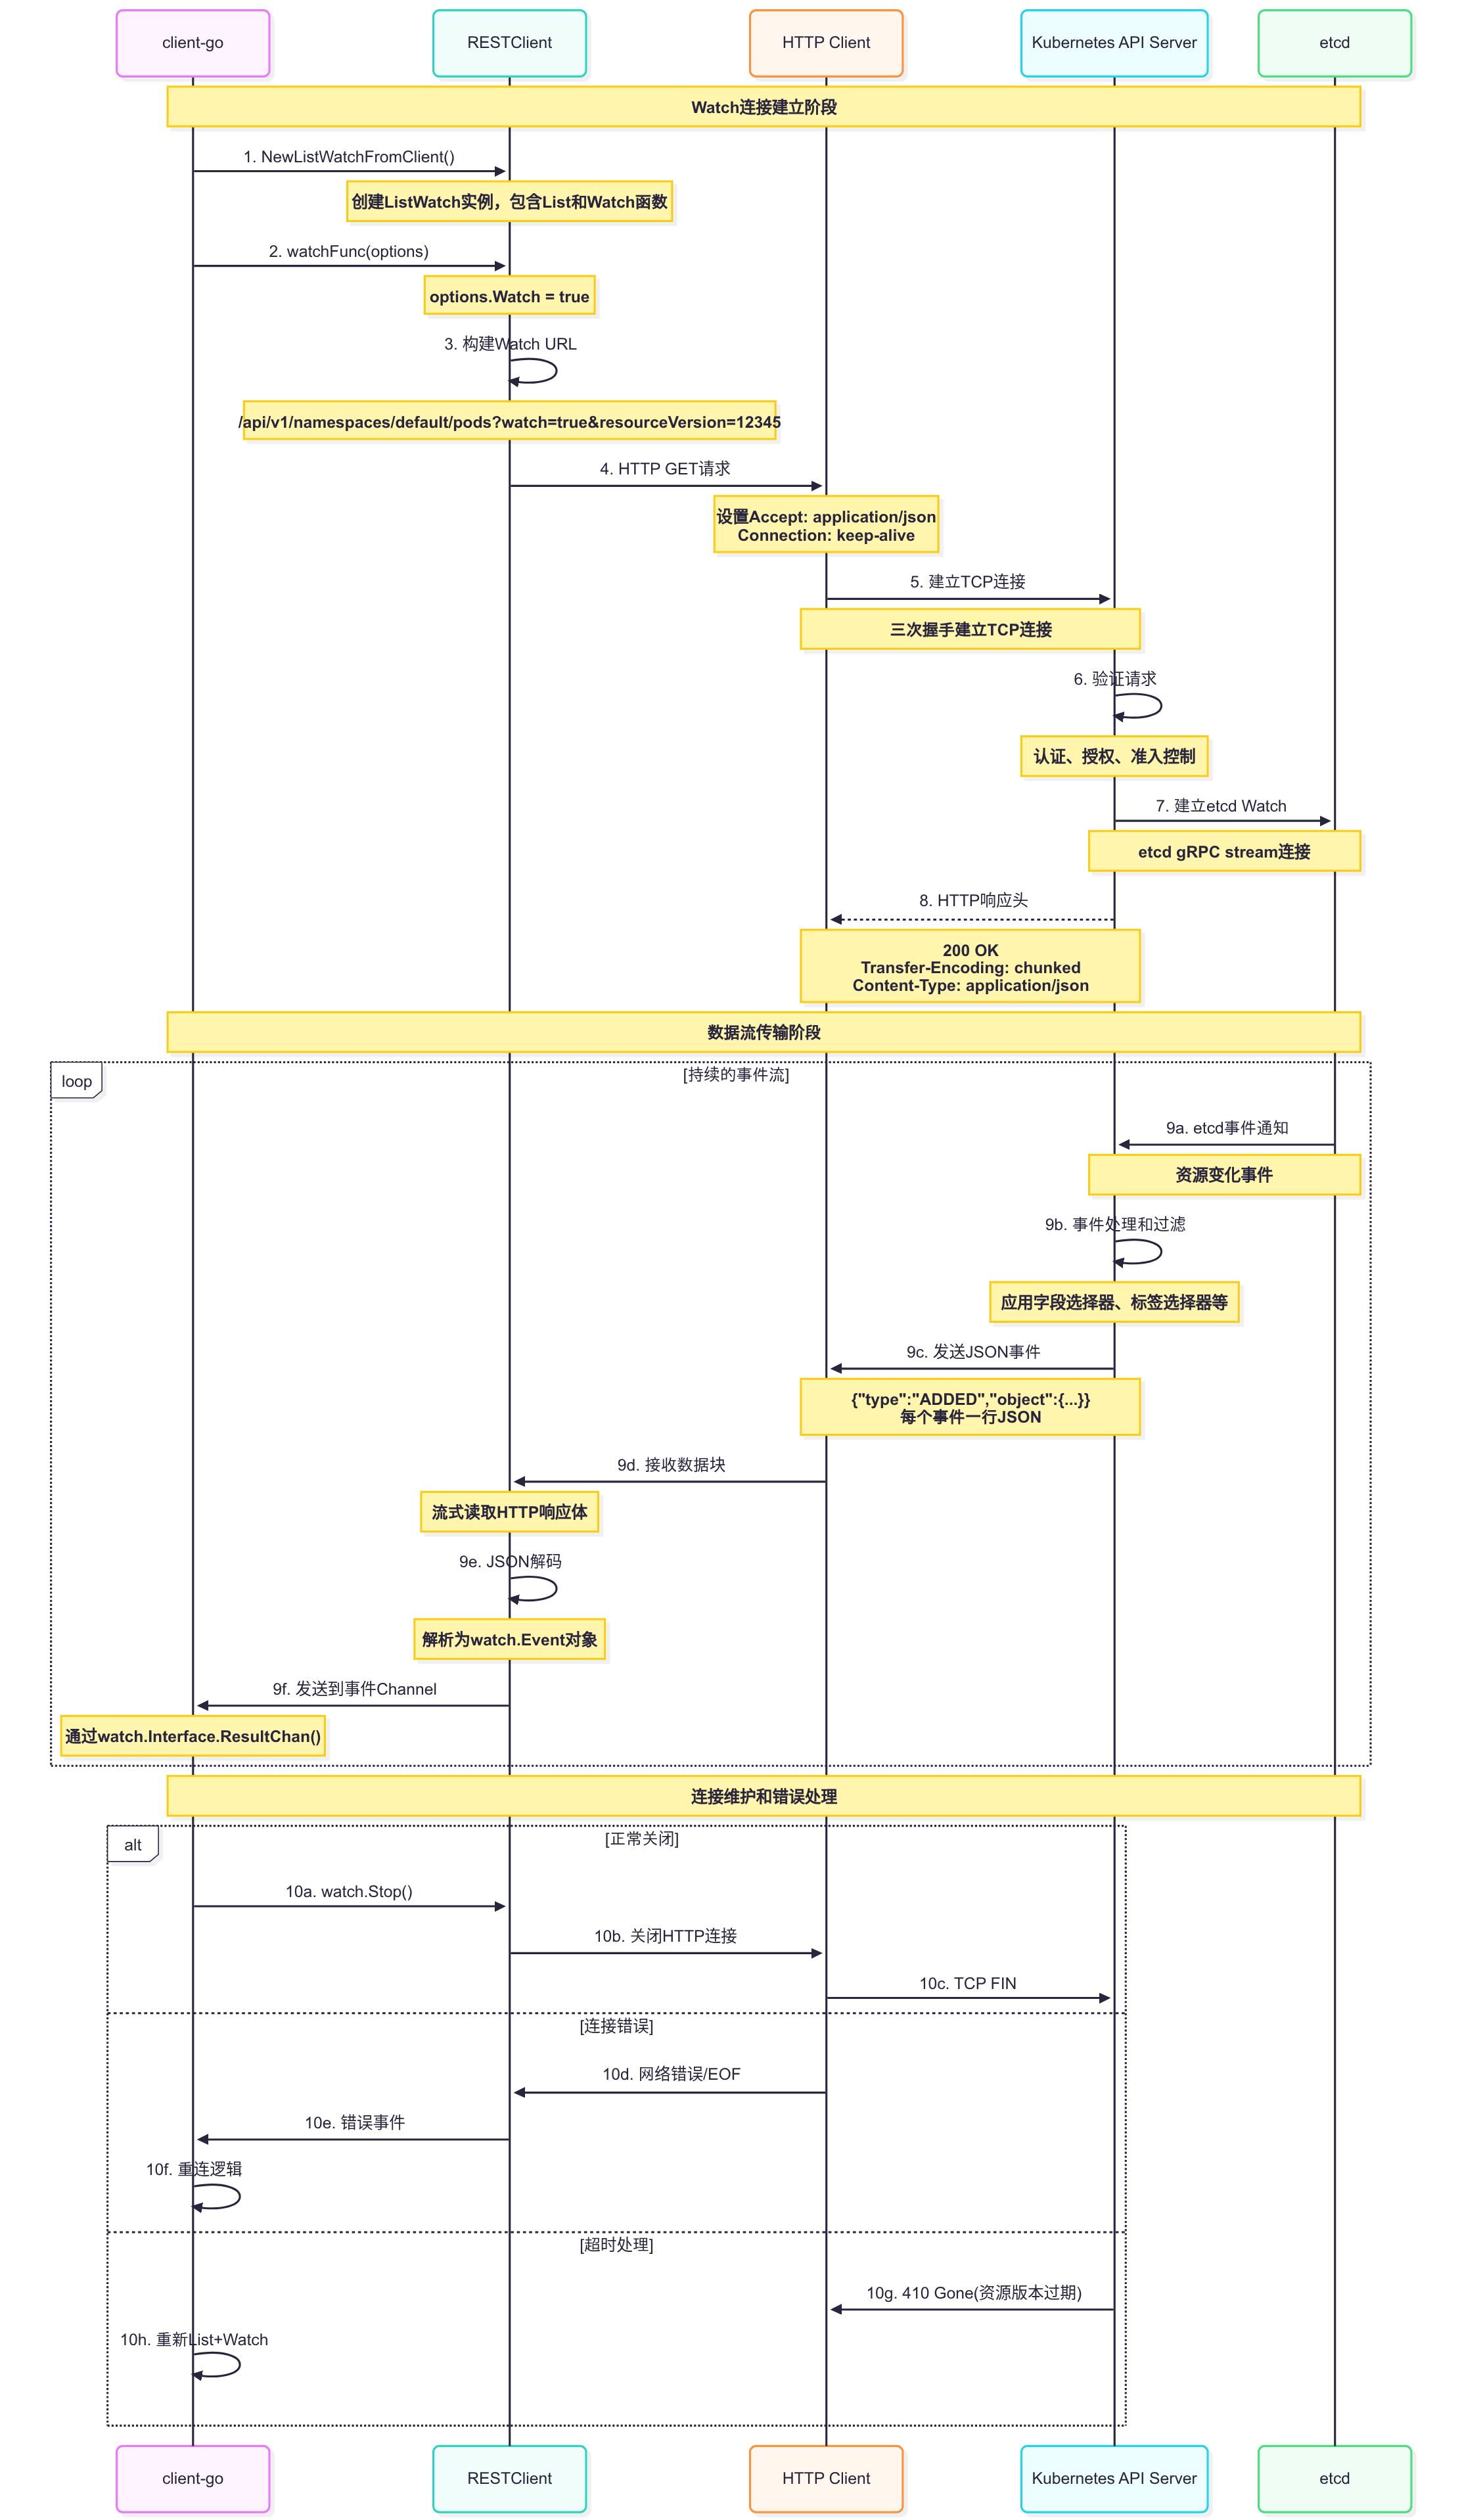 client-go
RESTClient
HTTP Client
Kubernetes API Server
etcd
Watch连接建立阶段
1. NewListWatchFromClient()
创建ListWatch实例，包含List和Watch函数
2. watchFunc(options)
options.Watch = true
3. 构建Watch URL
/api/v1/namespaces/default/pods?watch=true&resourceVersion=12345
4. HTTP GET请求
设置Accept: application/json
Connection: keep-alive
5. 建立TCP连接
三次握手建立TCP连接
6. 验证请求
认证、授权、准入控制
7. 建立etcd Watch
etcd gRPC stream连接
8. HTTP响应头
200 OK
Transfer-Encoding: chunked
Content-Type: application/json
数据流传输阶段
loop
[持续的事件流]
9a. etcd事件通知
资源变化事件
9b. 事件处理和过滤
应用字段选择器、标签选择器等
9c. 发送JSON事件
{"type":"ADDED","object":{...}}
每个事件一行JSON
9d. 接收数据块
流式读取HTTP响应体
9e. JSON解码
解析为watch.Event对象
9f. 发送到事件Channel
通过watch.Interface.ResultChan()
连接维护和错误处理
alt
[正常关闭]
10a. watch.Stop()
10b. 关闭HTTP连接
10c. TCP FIN
[连接错误]
10d. 网络错误/EOF
10e. 错误事件
10f. 重连逻辑
[超时处理]
10g. 410 Gone(资源版本过期)
10h. 重新List+Watch
client-go
RESTClient
HTTP Client
Kubernetes API Server
etcd